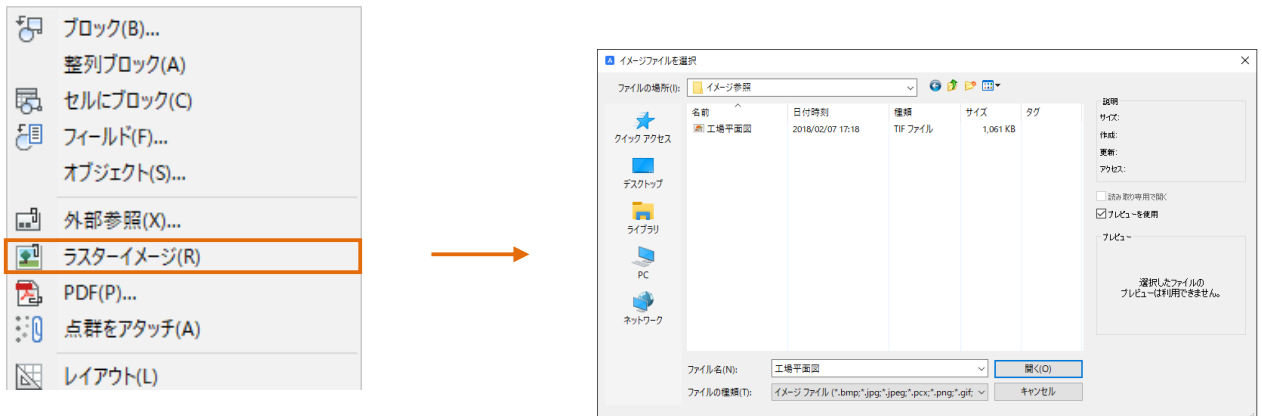 ブロック(B)...
整列ブロック(A)
セルにブロック(C)
フィールド(F)...
オブジェクト(S)...
外部参照(X)...
ラスターイメージ(R)
PDF(P)...
点群をアタッチ(A)
レイアウト(L)
イメージファイルを選択
ファイルの場所(I): イメージ参照
名前 日付時刻 種類 サイズ タグ
工場平面図 2018/02/07 17:18 TIF ファイル 1,061 KB
クイック アクセス
デスクトップ
ライブラリ
PC
ネットワーク
説明
サイズ:
作成:
更新:
アクセス:
読み取り専用で開く
プレビューを使用
プレビュー
選択したファイルの
プレビューは利用できません。
ファイル名(N): 工場平面図 開く(O)
ファイルの種類(T): イメージ ファイル (*.bmp;*.jpg;*.jpeg;*.pcx;*.png;*.gif; キャンセル